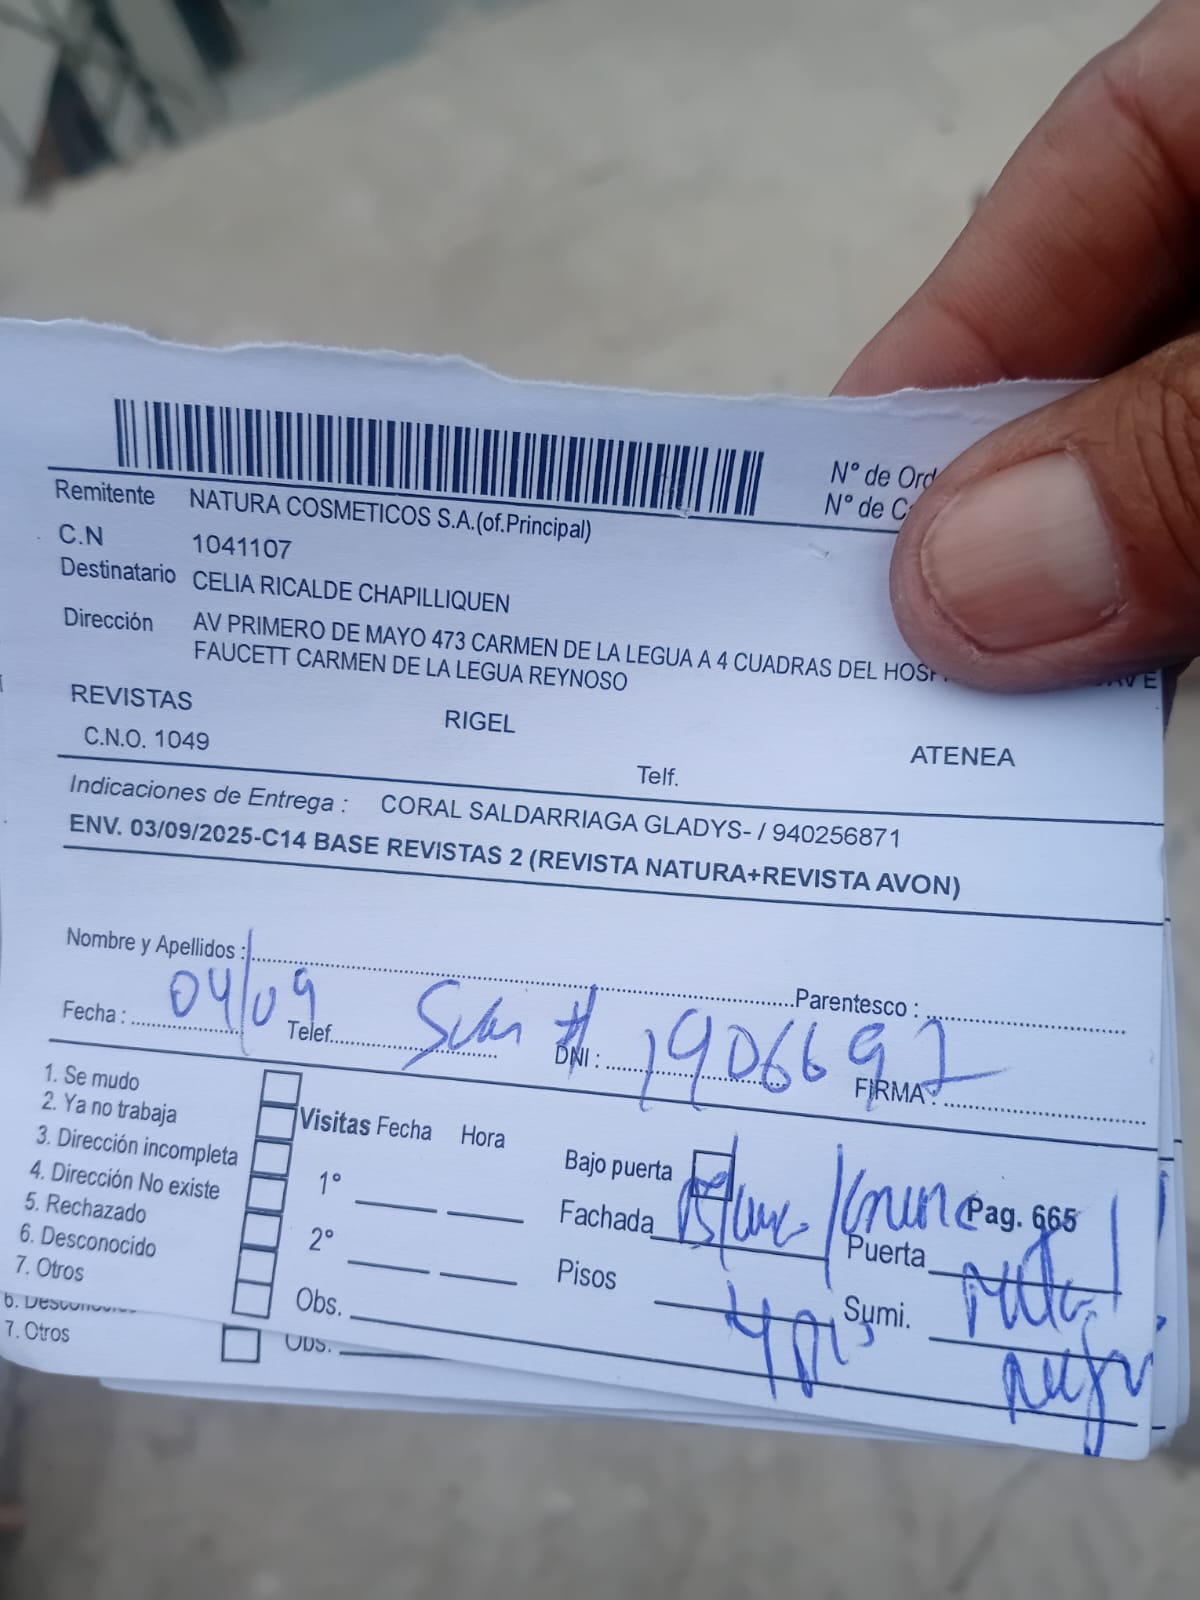 N° de Ord
N° de C
Remitente NATURA COSMETICOS S.A.(of.Principal)
C.N 1041107
Destinatario CELIA RICALDE CHAPILLIQUEN
Dirección AV PRIMERO DE MAYO 473 CARMEN DE LA LEGUA A 4 CUADRAS DEL HOSP
FAUCETT CARMEN DE LA LEGUA REYNOSO
REVISTAS RIGEL ATENEA
C.N.O. 1049 Telf.
Indicaciones de Entrega : CORAL SALDARRIAGA GLADYS- / 940256871
ENV. 03/09/2025-C14 BASE REVISTAS 2 (REVISTA NATURA+REVISTA AVON)
Nombre y Apellidos : Parentesco :
Fecha : 04/09 Telef. DNI : 1906692 FIRMA :
1. Se mudo
2. Ya no trabaja
3. Dirección incompleta
4. Dirección No existe
5. Rechazado
6. Desconocido
7. Otros
Visitas Fecha Hora
1°
2°
Obs.
Bajo puerta
Fachada Pag. 665
Puerta
Pisos Sumi.
6. Desconocido
7. Otros
Obs.